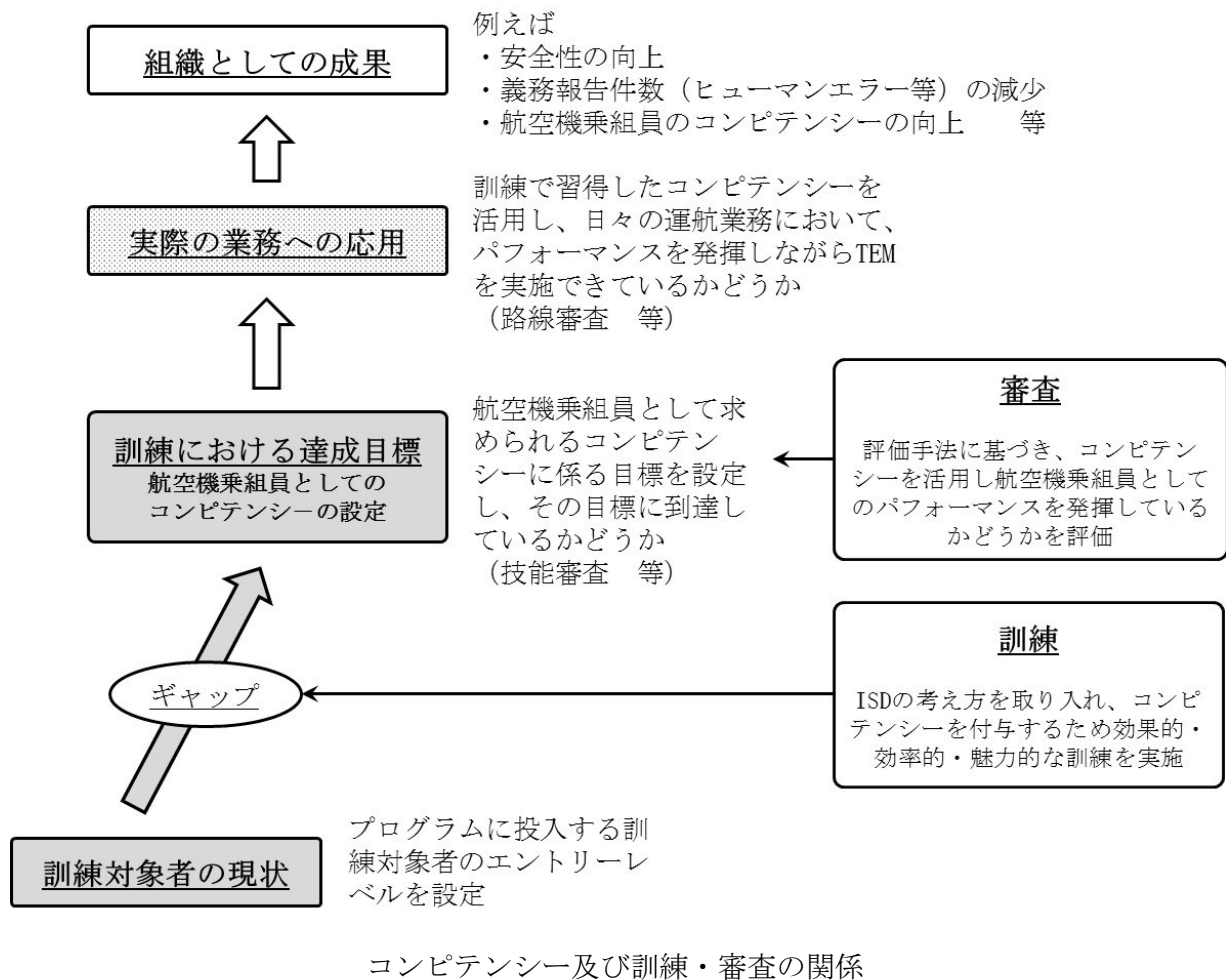 組織としての成果
例えば
・安全性の向上
・義務報告件数（ヒューマンエラー等）の減少
・航空機乗組員のコンピテンシーの向上　　等
実際の業務への応用
訓練で習得したコンピテンシーを
活用し、日々の運航業務において、
パフォーマンスを発揮しながらTEM
を実施できているかどうか
（路線審査　等）
訓練における達成目標
航空機乗組員としての
コンピテンシーの設定
航空機乗組員として求
められるコンピテン
シーに係る目標を設定
し、その目標に到達し
ているかどうか
（技能審査　等）
審査
評価手法に基づき、コンピテン
シーを活用し航空機乗組員として
のパフォーマンスを発揮している
かどうかを評価
ギャップ
訓練
ISDの考え方を取り入れ、コンピ
テンシーを付与するため効果的・
効率的・魅力的な訓練を実施
訓練対象者の現状
プログラムに投入する訓
練対象者のエントリーレ
ベルを設定
コンピテンシー及び訓練・審査の関係